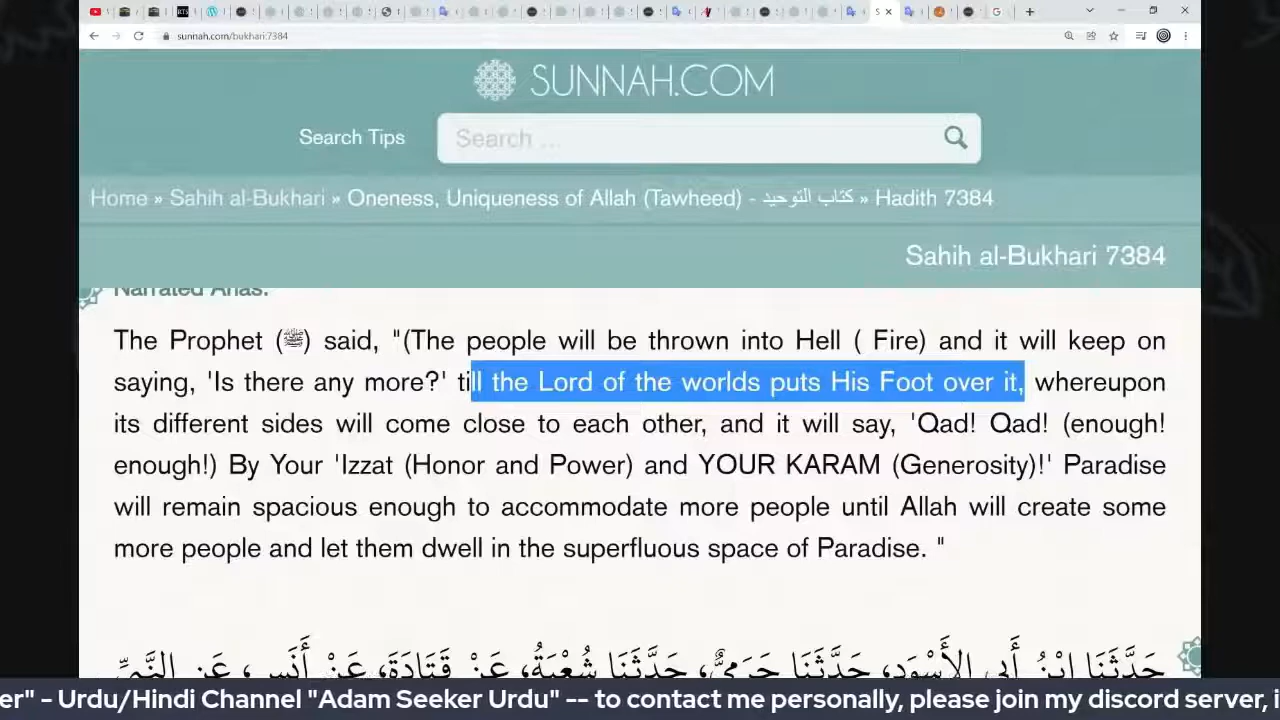 sunnah.com/bukhari:7384
SUNNAH.COM
Search Tips
Search ...
Home » Sahih al-Bukhari » Oneness, Uniqueness of Allah (Tawheed) - كتاب التوحيد » Hadith 7384
Sahih al-Bukhari 7384
Narrated Anas:
The Prophet (ﷺ) said, "(The people will be thrown into Hell ( Fire) and it will keep on
saying, 'Is there any more?' till the Lord of the worlds puts His Foot over it, whereupon
its different sides will come close to each other, and it will say, 'Qad! Qad! (enough!
enough!) By Your 'Izzat (Honor and Power) and YOUR KARAM (Generosity)!' Paradise
will remain spacious enough to accommodate more people until Allah will create some
more people and let them dwell in the superfluous space of Paradise. "
حَدَّثَنَا ابْنُ أَبِي الأَسْوَدِ، حَدَّثَنَا حَرَمِيٌّ، حَدَّثَنَا شُعْبَةُ، عَنْ قَتَادَةَ، عَنْ أَنَسٍ، عَنِ النَّبِيِّ
er" - Urdu/Hindi Channel "Adam Seeker Urdu" -- to contact me personally, please join my discord server, i